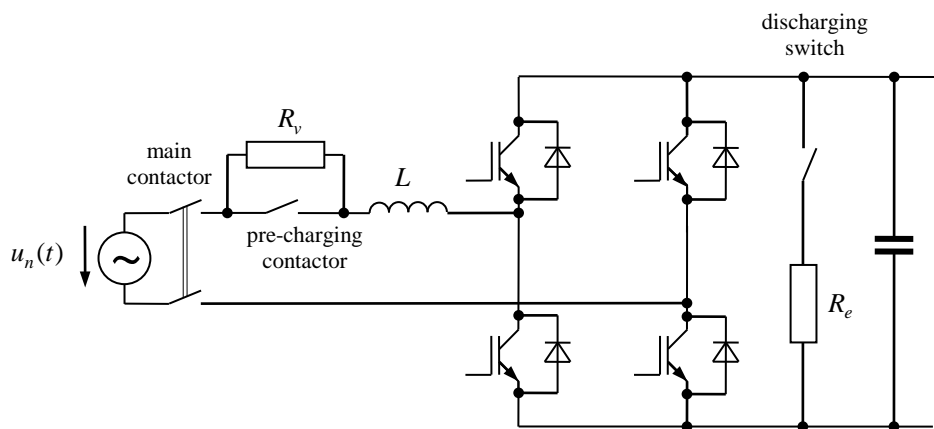 discharging
switch
R_v
main
contactor
L
pre-charging
contactor
u_n(t)
~
R_e